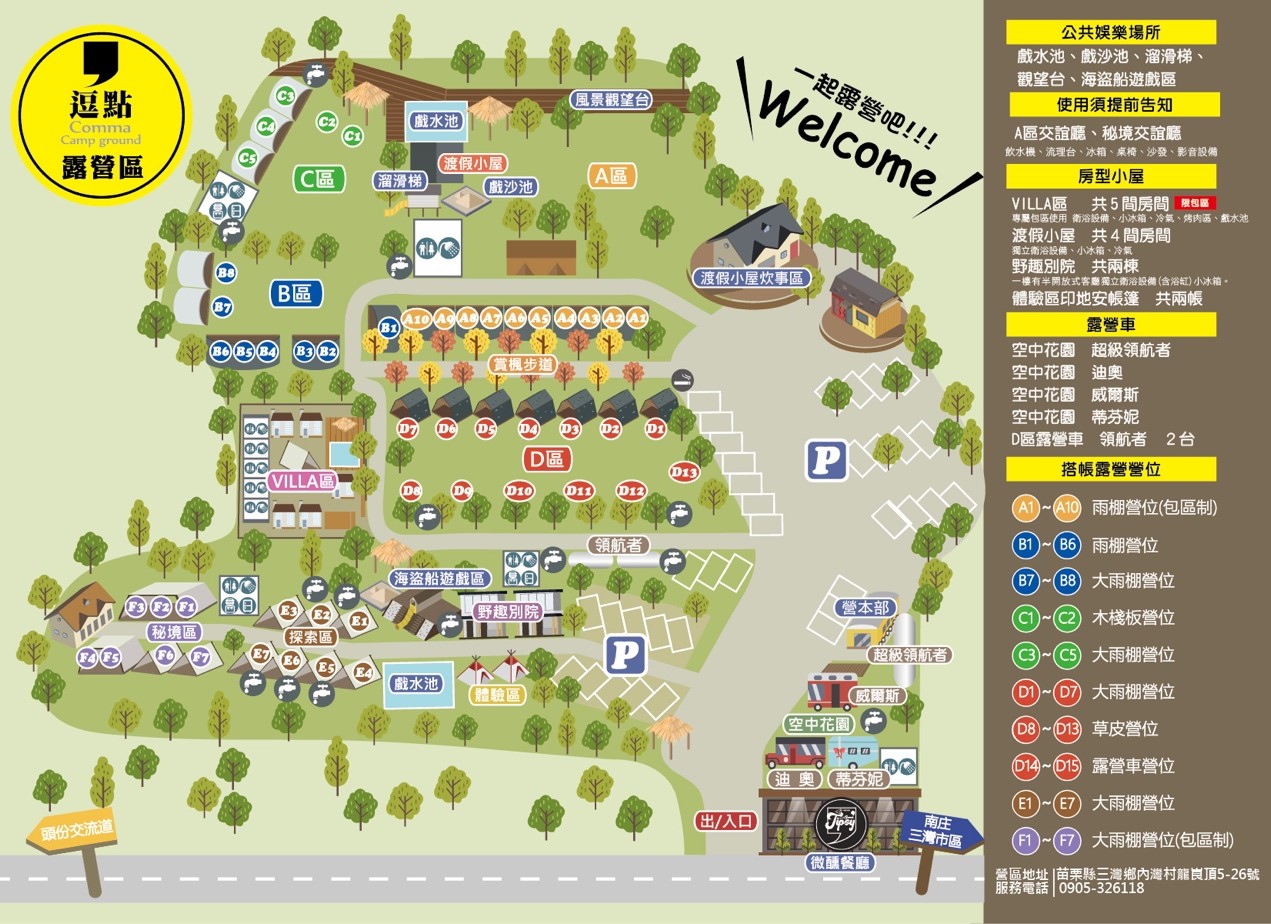 逗點
Comma
Camp ground
露營區
一起露營吧!!!
Welcome
風景觀望台
戲水池
渡假小屋
溜滑梯
戲沙池
C3
C4
C5
C2
C1
C區
A區
渡假小屋炊事區
B8
B7
B區
B1
A10
A9
A8
A7
A6
A5
A4
A3
A2
A1
B6
B5
B4
B3
B2
賞楓步道
D7
D6
D5
D4
D3
D2
D1
D區
D13
D8
D9
D10
D11
D12
VILLA區
P
領航者
海盜船遊戲區
野趣別院
F3
F2
F1
秘境區
F4
F5
F6
F7
E3
E2
E1
探索區
E7
E6
E5
E4
戲水池
體驗區
P
營本部
超級領航者
威爾斯
空中花園
迪奧
蒂芬妮
出/入口
Tipsy
微醺餐廳
頭份交流道
南庄
三灣市區
公共娛樂場所
戲水池、戲沙池、溜滑梯、
觀望台、海盜船遊戲區
使用須提前告知
A區交誼廳、秘境交誼廳
飲水機、流理台、冰箱、桌椅、沙發、影音設備
房型小屋
VILLA區 共5間房間 限包區
專屬包區使用 衛浴設備、小冰箱、冷氣、烤肉區、戲水池
渡假小屋 共4間房間
獨立衛浴設備、小冰箱、冷氣
野趣別院 共兩棟
一樓有半開放式客廳獨立衛浴設備(含浴缸)小冰箱。
體驗區印地安帳篷 共兩帳
露營車
空中花園 超級領航者
空中花園 迪奧
空中花園 威爾斯
空中花園 蒂芬妮
D區露營車 領航者 2台
搭帳露營營位
A1~A10 雨棚營位(包區制)
B1~B6 雨棚營位
B7~B8 大雨棚營位
C1~C2 木棧板營位
C3~C5 大雨棚營位
D1~D7 大雨棚營位
D8~D13 草皮營位
D14~D15 露營車營位
E1~E7 大雨棚營位
F1~F7 大雨棚營位(包區制)
營區地址 苗栗縣三灣鄉內灣村龍崗頂5-26號
服務電話 0905-326118